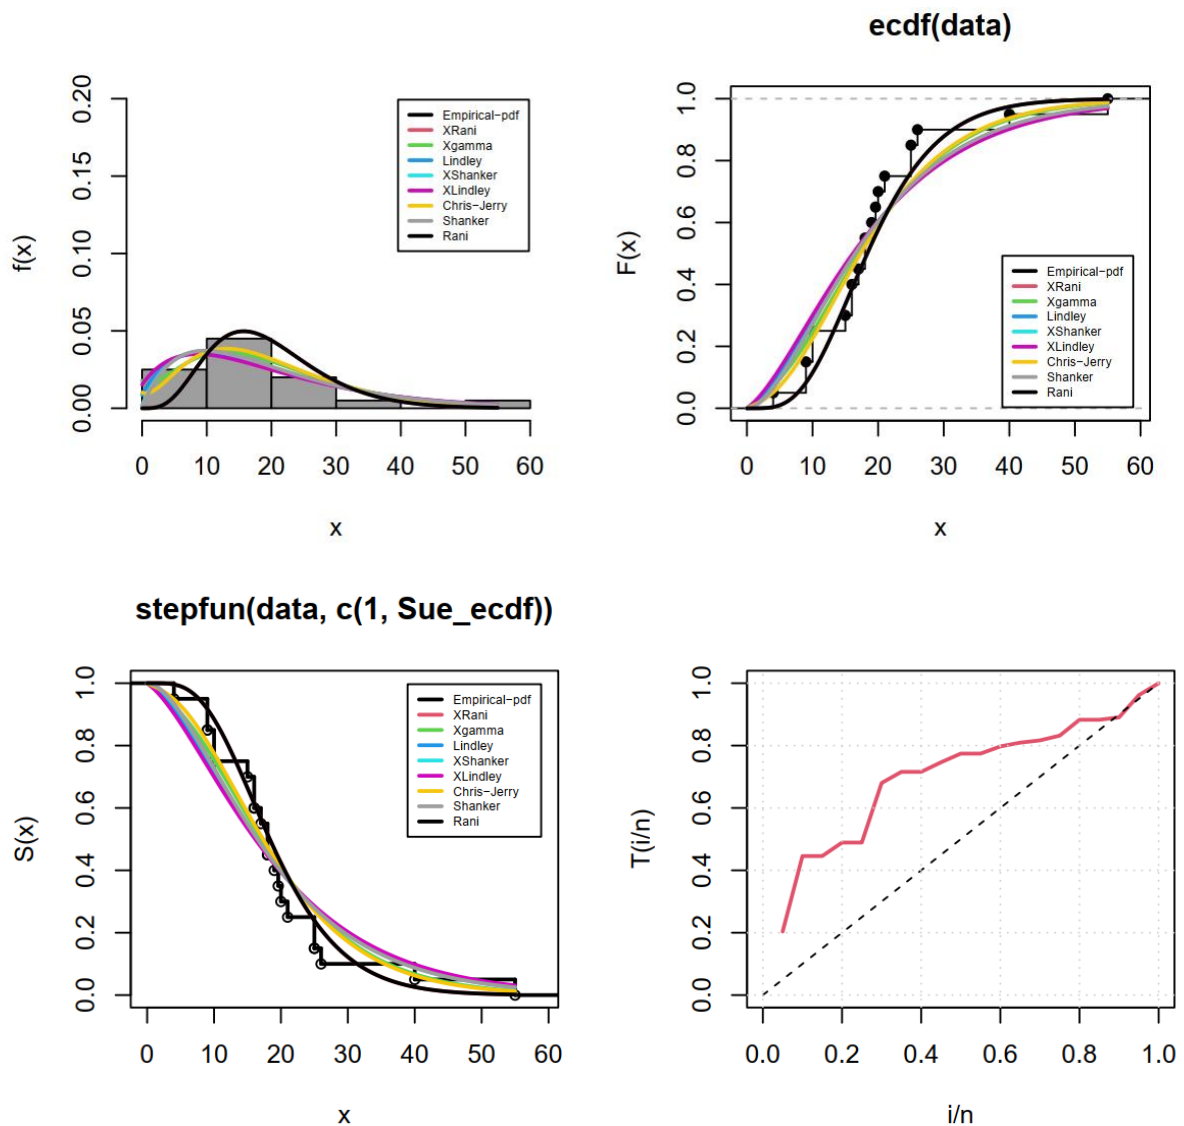 f(x)
0.20
0.15
0.10
0.05
0.00
0 10 20 30 40 50 60
x
Empirical−pdf
XRani
Xgamma
Lindley
XShanker
XLindley
Chris−Jerry
Shanker
Rani
ecdf(data)
F(x)
1.0
0.8
0.6
0.4
0.2
0.0
0 10 20 30 40 50 60
x
Empirical−pdf
XRani
Xgamma
Lindley
XShanker
XLindley
Chris−Jerry
Shanker
Rani
stepfun(data, c(1, Sue_ecdf))
S(x)
1.0
0.8
0.6
0.4
0.2
0.0
0 10 20 30 40 50 60
x
Empirical−pdf
XRani
Xgamma
Lindley
XShanker
XLindley
Chris−Jerry
Shanker
Rani
T(i/n)
1.0
0.8
0.6
0.4
0.2
0.0
0.0 0.2 0.4 0.6 0.8 1.0
i/n